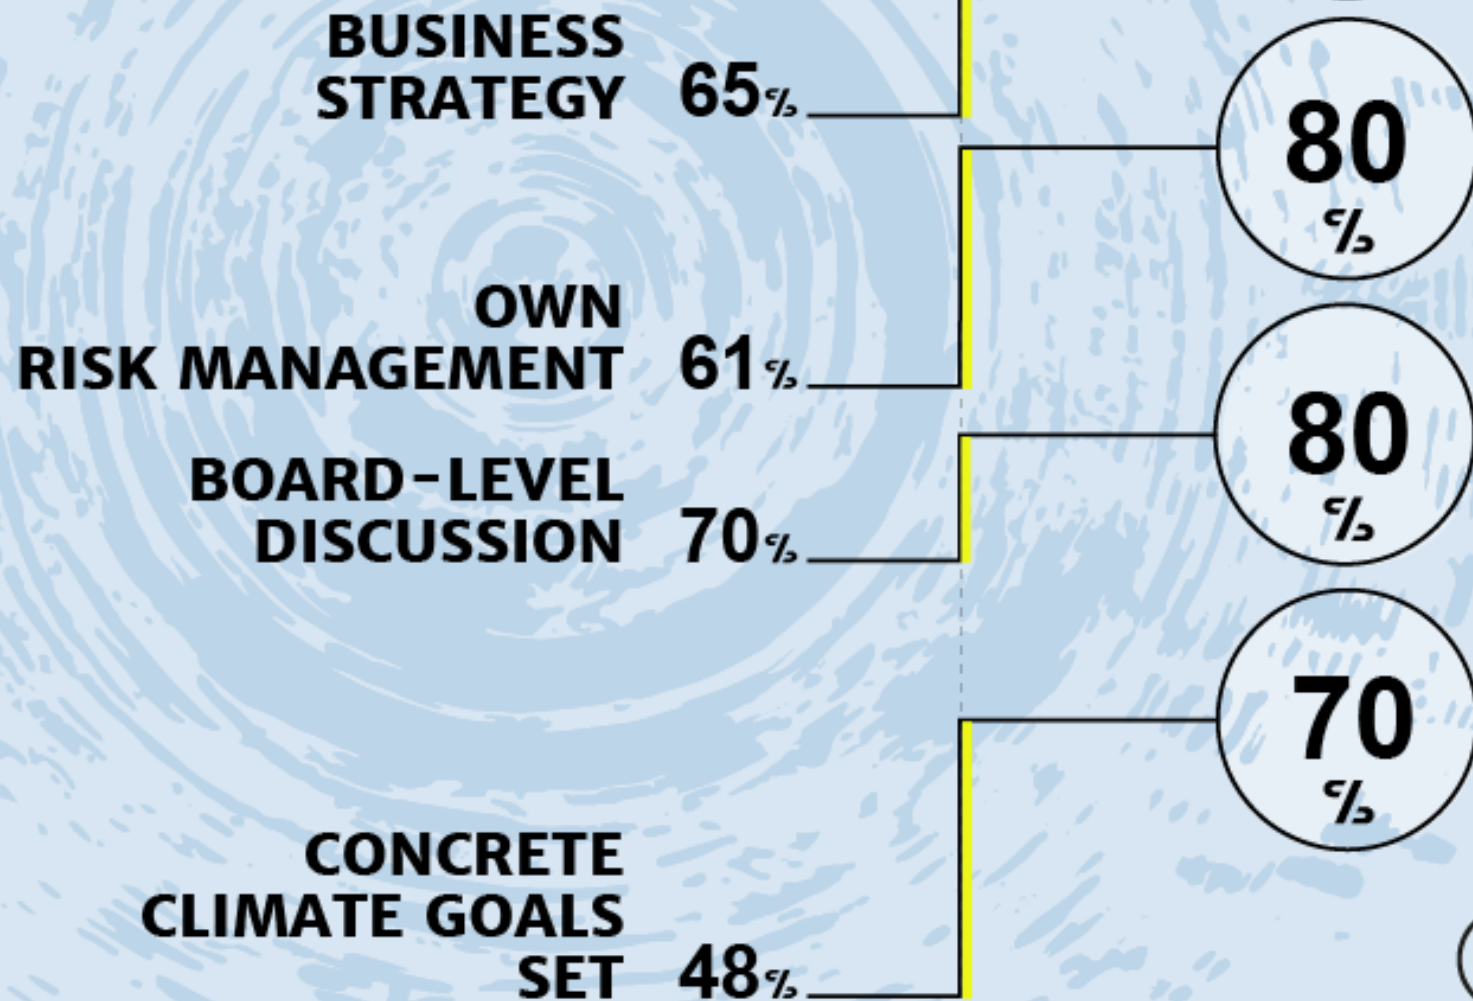 BUSINESS
STRATEGY 65%
80
%
OWN
RISK MANAGEMENT 61%
80
%
BOARD-LEVEL
DISCUSSION 70%
70
%
CONCRETE
CLIMATE GOALS
SET 48%